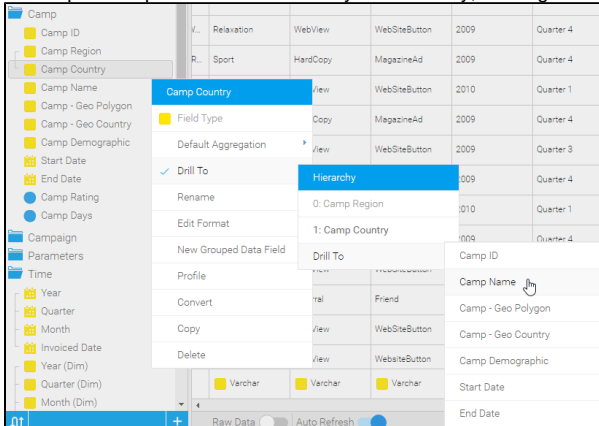 Camp
Camp ID
Camp Region
Camp Country
Camp Name
Camp - Geo Polygon
Camp - Geo Country
Camp Demographic
Start Date
End Date
Camp Rating
Camp Days
Campaign
Parameters
Time
Year
Quarter
Month
Invoiced Date
Year (Dim)
Quarter (Dim)
Month (Dim)
Relaxation WebView WebSiteButton 2009 Quarter 4
Sport HardCopy MagazineAd 2009 Quarter 4
WebSiteButton 2010 Quarter 1
MagazineAd 2009 Quarter 4
WebSiteButton 2009 Quarter 3
Quarter 4
Quarter 1
Quarter 4
Friend
WebSiteButton
WebsiteButton
Varchar Varchar Varchar
Raw Data Auto Refresh
Camp Country
Field Type
Default Aggregation
Drill To
Rename
Edit Format
New Grouped Data Field
Profile
Convert
Copy
Delete
Hierarchy
0: Camp Region
1: Camp Country
Drill To
Camp ID
Camp Name
Camp - Geo Polygon
Camp - Geo Country
Camp Demographic
Start Date
End Date